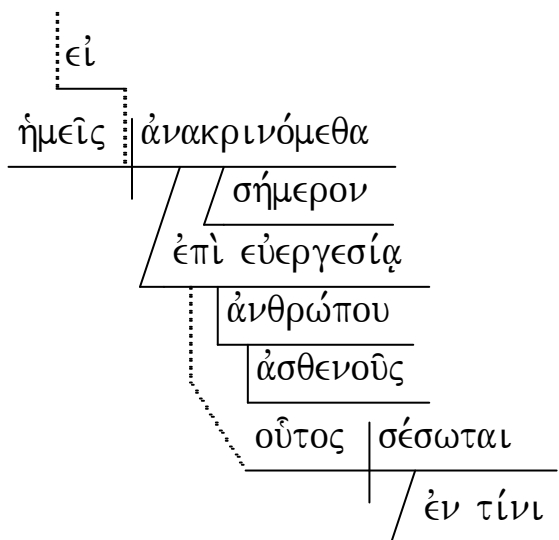 εἰ
ἡμεῖς ἀνακρινόμεθα
σήμερον
ἐπὶ εὐεργεσίᾳ
ἀνθρώπου
ἀσθενοῦς
οὗτος σέσωται
ἐν τίνι